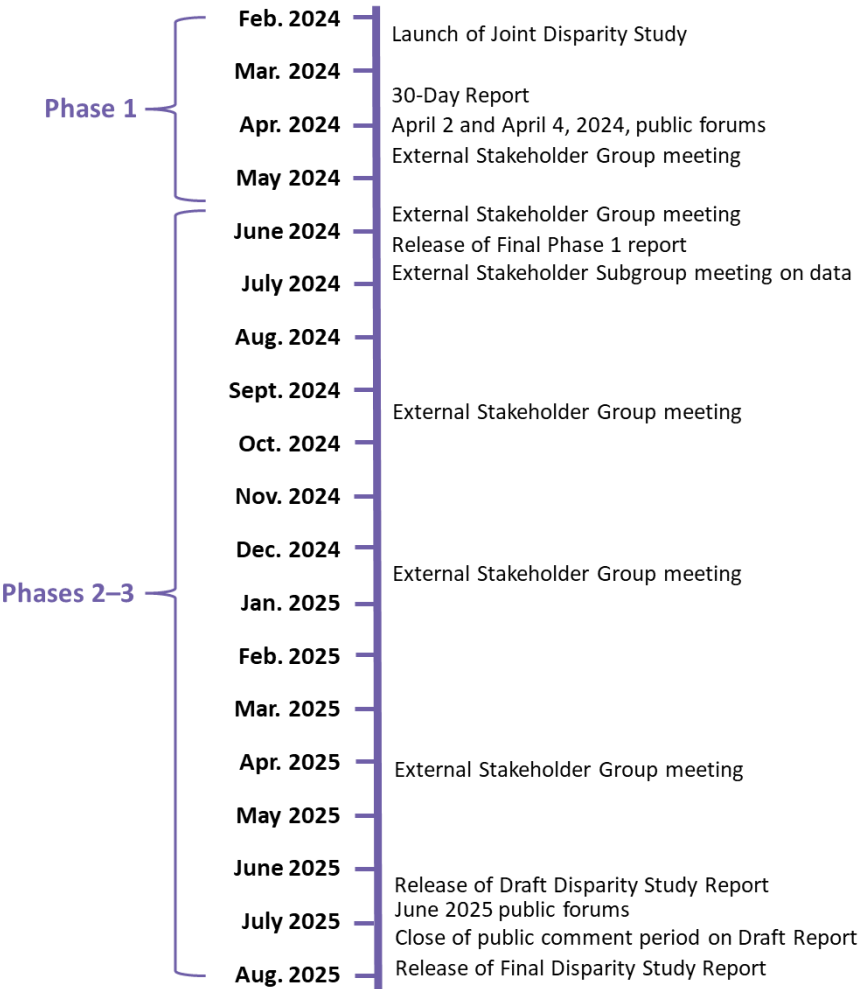 Feb. 2024
Launch of Joint Disparity Study
Mar. 2024
30-Day Report
Phase 1
Apr. 2024
April 2 and April 4, 2024, public forums
External Stakeholder Group meeting
May 2024
External Stakeholder Group meeting
June 2024
Release of Final Phase 1 report
External Stakeholder Subgroup meeting on data
July 2024
Aug. 2024
Sept. 2024
External Stakeholder Group meeting
Oct. 2024
Nov. 2024
Dec. 2024
External Stakeholder Group meeting
Phases 2–3
Jan. 2025
Feb. 2025
Mar. 2025
Apr. 2025
External Stakeholder Group meeting
May 2025
June 2025
Release of Draft Disparity Study Report
June 2025 public forums
July 2025
Close of public comment period on Draft Report
Release of Final Disparity Study Report
Aug. 2025